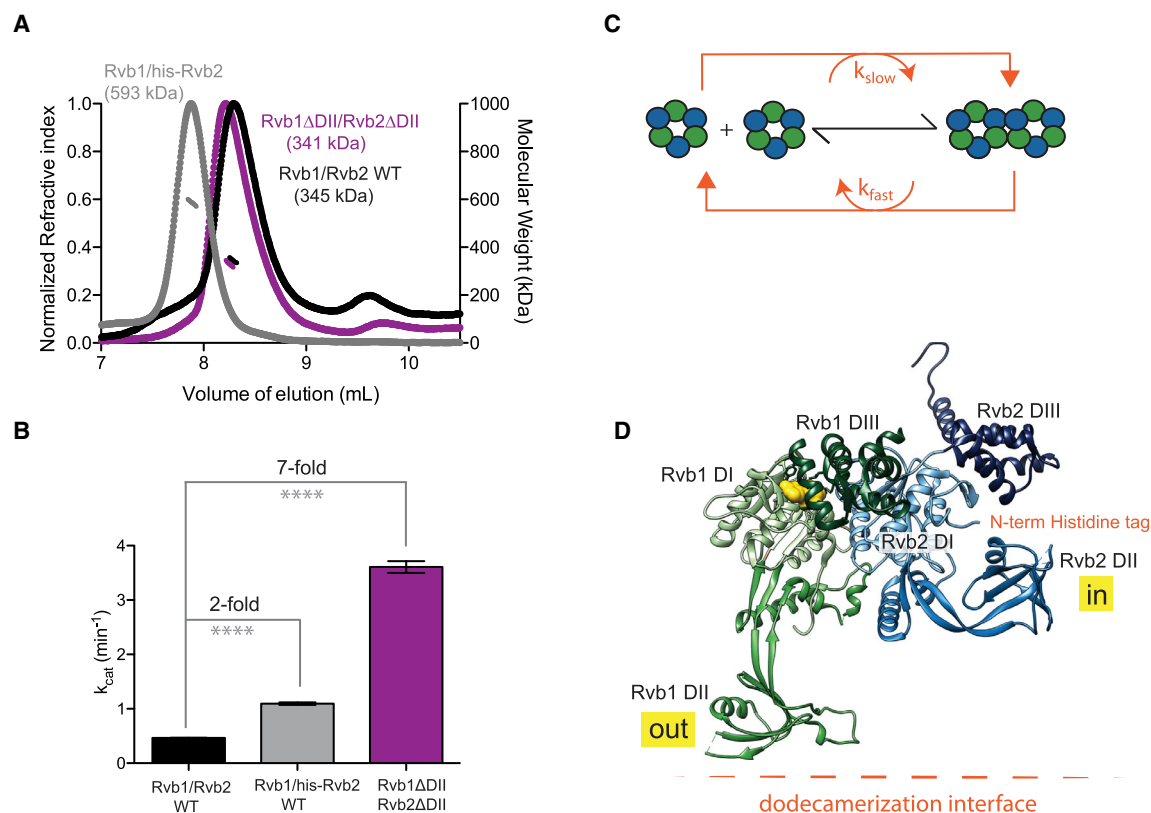 A
Rvb1/his-Rvb2
(593 kDa)
Rvb1ΔDII/Rvb2ΔDII
(341 kDa)
Rvb1/Rvb2 WT
(345 kDa)
Normalized Refractive index
1.0
0.8
0.6
0.4
0.2
0.0
Molecular Weight (kDa)
1000
800
600
400
200
0
7
8
9
10
Volume of elution (mL)
B
7-fold
****
2-fold
****
kcat (min-1)
4
3
2
1
0
Rvb1/Rvb2
WT
Rvb1/his-Rvb2
WT
Rvb1ΔDII
Rvb2ΔDII
C
kslow
+
kfast
D
Rvb2 DIII
Rvb1 DIII
Rvb1 DI
N-term Histidine tag
Rvb2 DI
Rvb2 DII
in
Rvb1 DII
out
dodecamerization interface